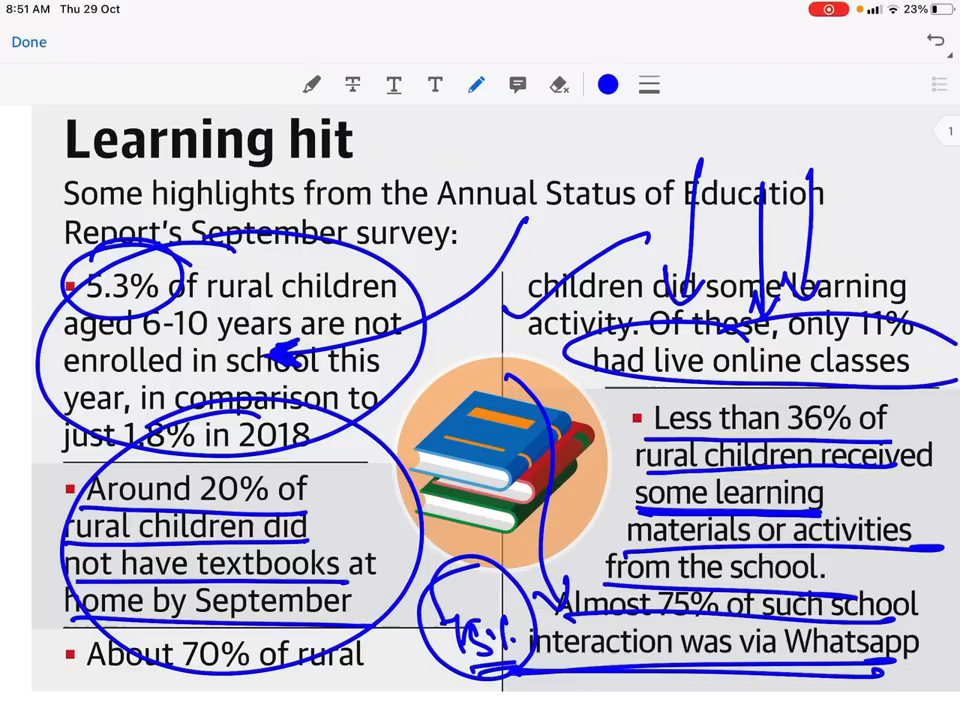 8:51 AM Thu 29 Oct
23%
Done
T T T
1
Learning hit
Some highlights from the Annual Status of Education
Report's September survey:
5.3% of rural children
aged 6-10 years are not
enrolled in school this
year, in comparison to
just 1.8% in 2018
Around 20% of
rural children did
not have textbooks at
home by September
About 70% of rural
children did some learning
activity. Of these, only 11%
had live online classes
Less than 36% of
rural children received
some learning
materials or activities
from the school.
Almost 75% of such school
interaction was via Whatsapp
75%